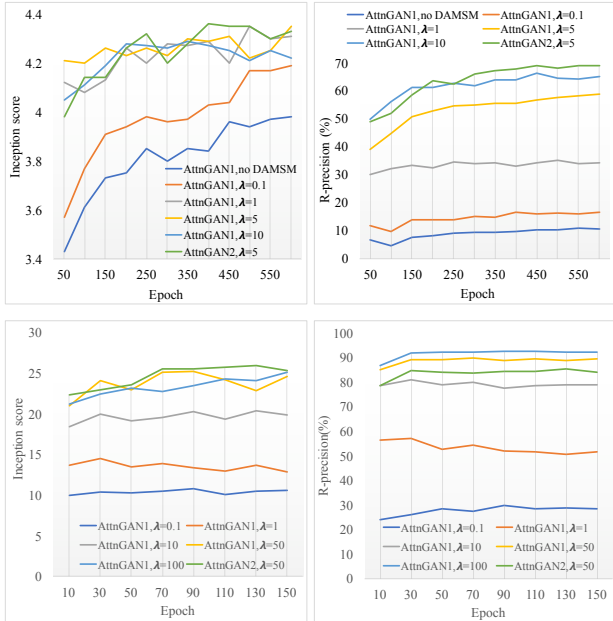 4.4
4.2
4
3.8
3.6
3.4
Inception score
AttnGAN1,no DAMSM
AttnGAN1,λ=0.1
AttnGAN1,λ=1
AttnGAN1,λ=5
AttnGAN1,λ=10
AttnGAN2,λ=5
50 150 250 350 450 550
Epoch
AttnGAN1,no DAMSM AttnGAN1,λ=0.1
AttnGAN1,λ=1 AttnGAN1,λ=5
AttnGAN1,λ=10 AttnGAN2,λ=5
70
60
50
40
30
20
10
0
R-precision (%)
50 150 250 350 450 550
Epoch
30
25
20
15
10
5
0
Inception score
AttnGAN1,λ=0.1 AttnGAN1,λ=1
AttnGAN1,λ=10 AttnGAN1,λ=50
AttnGAN1,λ=100 AttnGAN2,λ=50
10 30 50 70 90 110 130 150
Epoch
100
90
80
70
60
50
40
30
20
10
0
R-precision(%)
AttnGAN1,λ=0.1 AttnGAN1,λ=1
AttnGAN1,λ=10 AttnGAN1,λ=50
AttnGAN1,λ=100 AttnGAN2,λ=50
10 30 50 70 90 110 130 150
Epoch